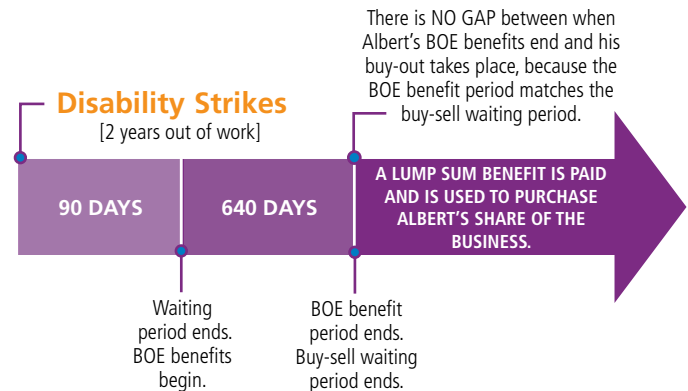 There is NO GAP between when
Albert's BOE benefits end and his
buy-out takes place, because the
BOE benefit period matches the
buy-sell waiting period.
Disability Strikes
[2 years out of work]
90 DAYS
640 DAYS
A LUMP SUM BENEFIT IS PAID
AND IS USED TO PURCHASE
ALBERT'S SHARE OF THE
BUSINESS.
Waiting
period ends.
BOE benefits
begin.
BOE benefit
period ends.
Buy-sell waiting
period ends.